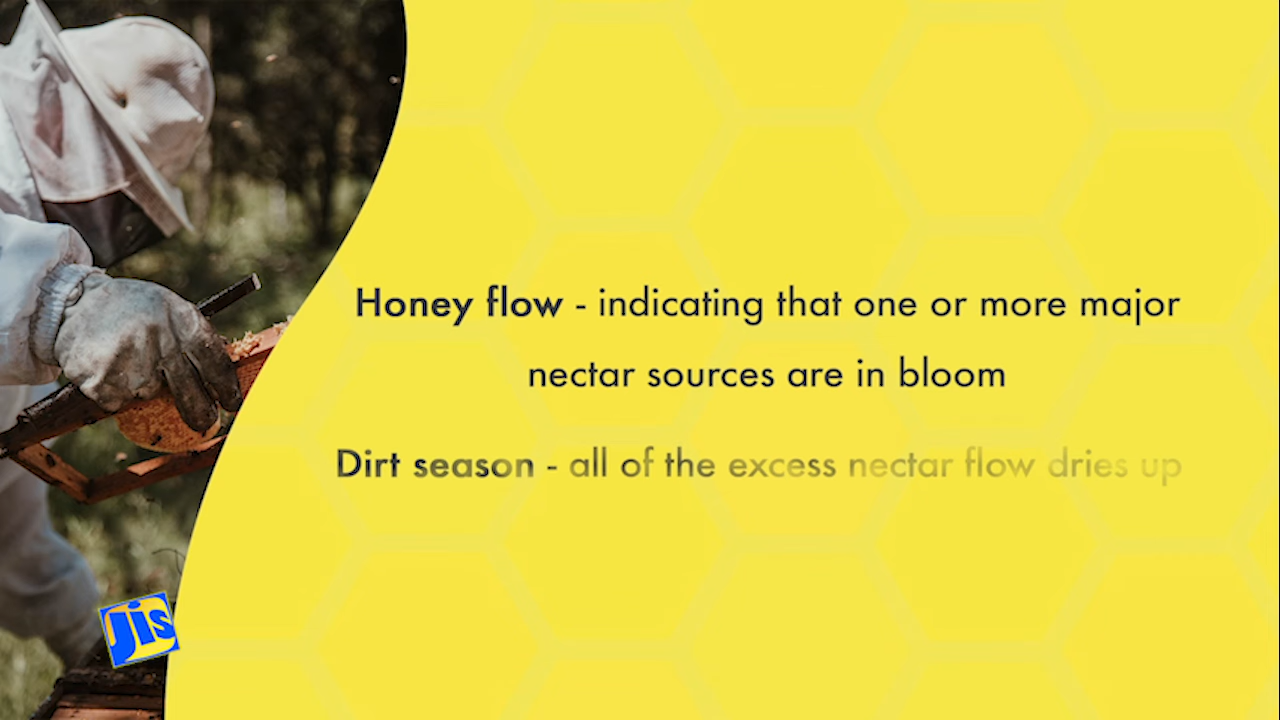 Honey flow - indicating that one or more major
nectar sources are in bloom
Dirt season - all of the excess nectar flow dries up
Jis